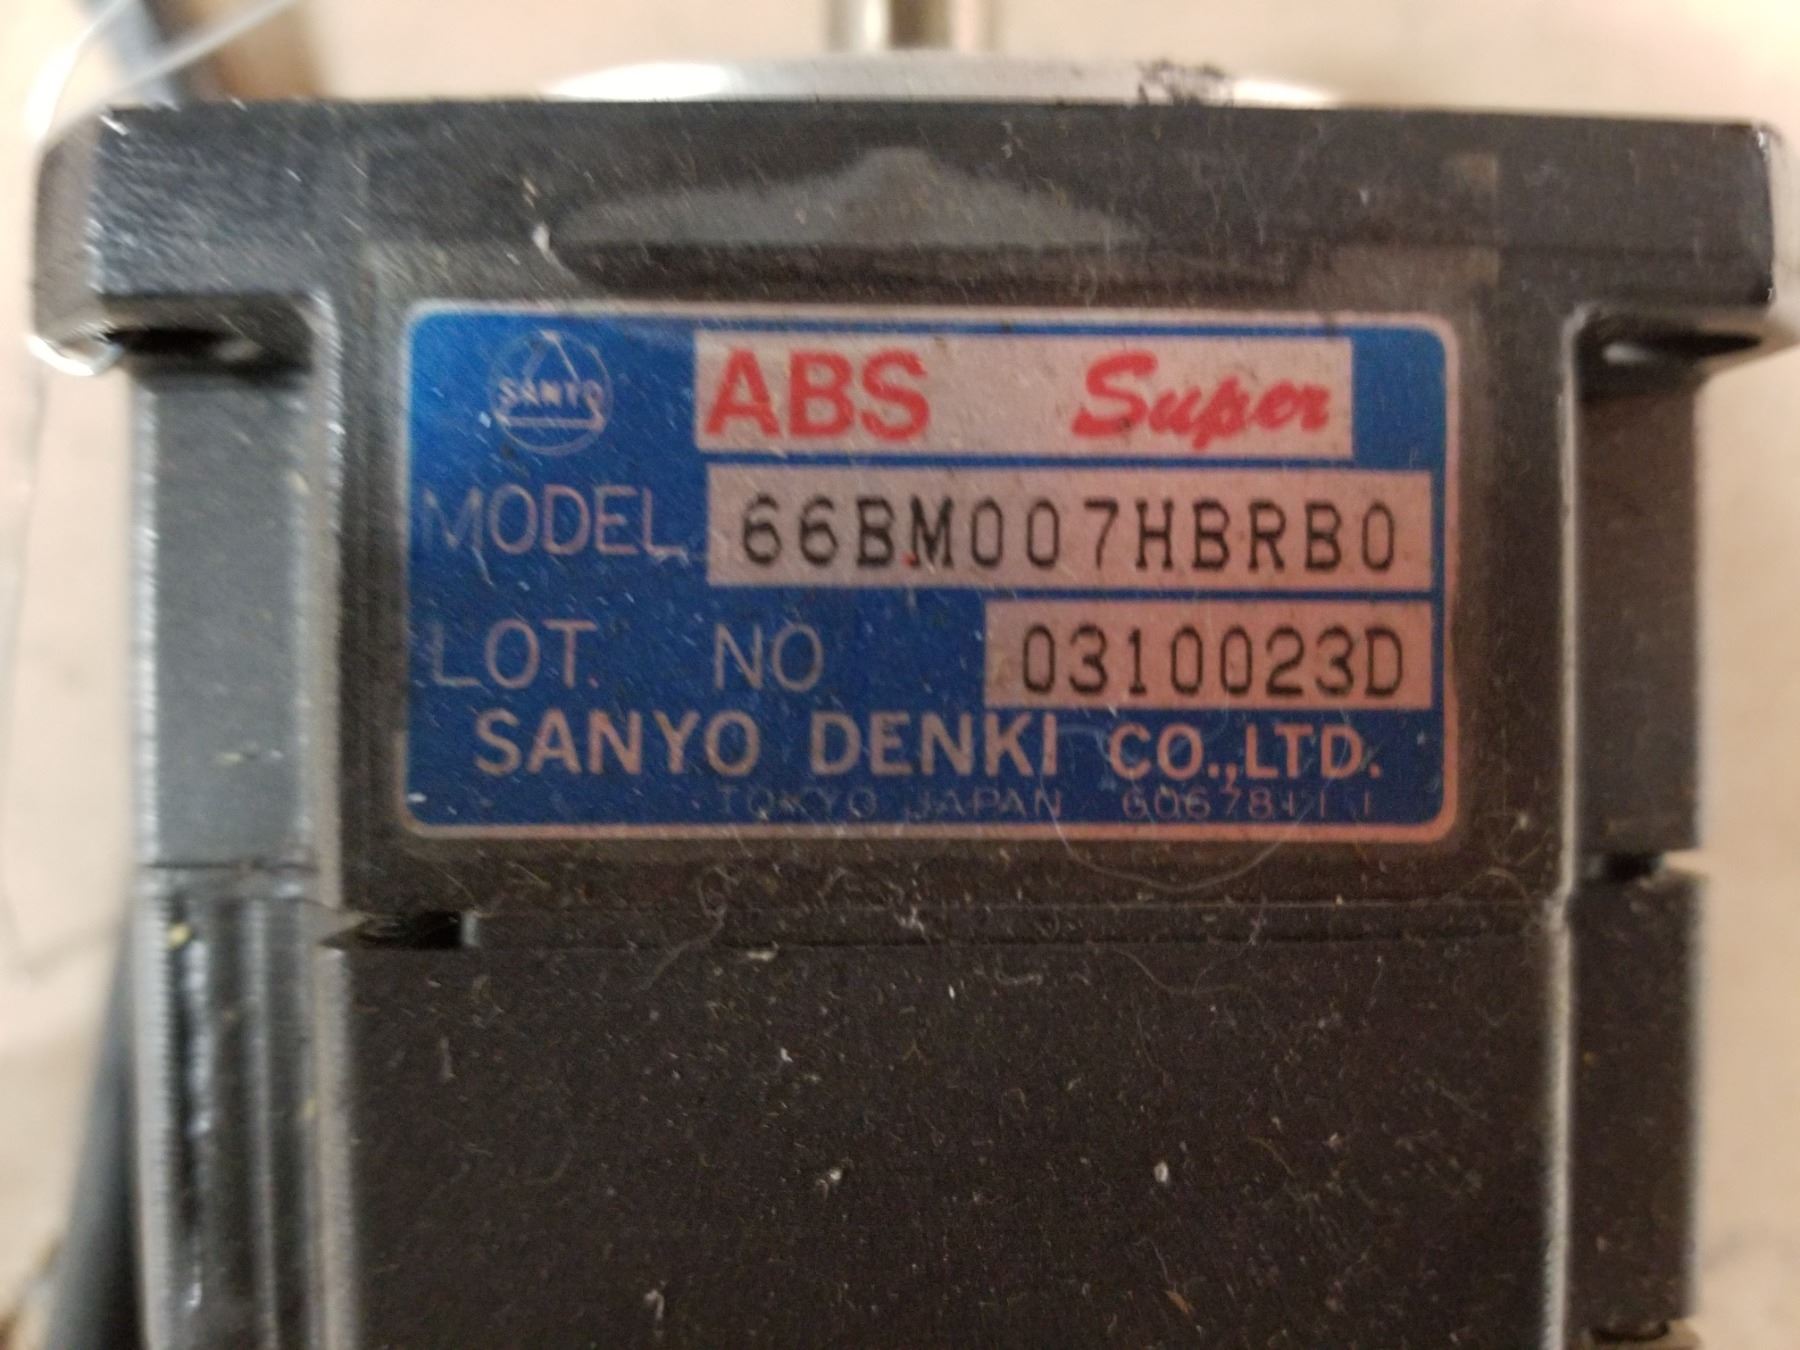 SANYO
ABS Super
MODEL 66BM007HBRB0
LOT. NO 0310023D
SANYO DENKI CO.,LTD.
TOKYO JAPAN